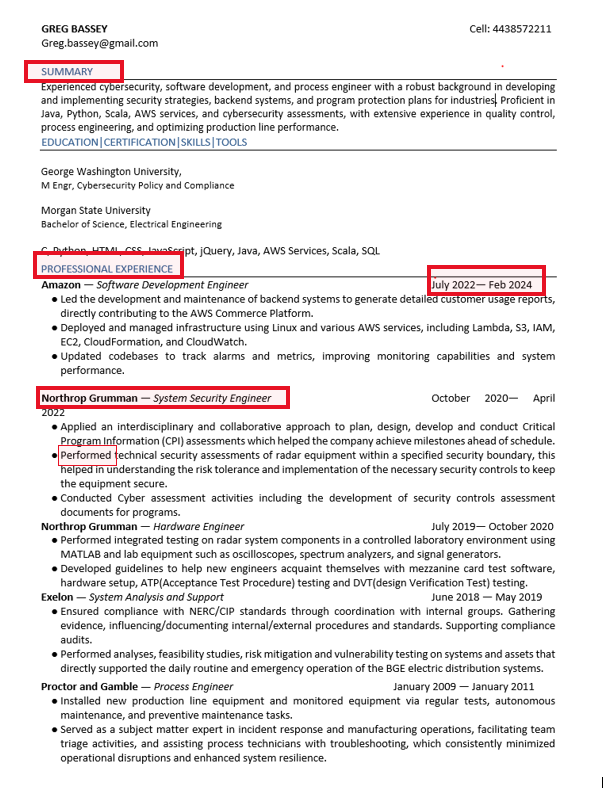 GREG BASSEY Cell: 4438572211
Greg.bassey@gmail.com
SUMMARY
Experienced cybersecurity, software development, and process engineer with a robust background in developing
and implementing security strategies, backend systems, and program protection plans for industries. Proficient in
Java, Python, Scala, AWS services, and cybersecurity assessments, with extensive experience in quality control,
process engineering, and optimizing production line performance.
EDUCATION|CERTIFICATION|SKILLS|TOOLS
George Washington University,
M Engr, Cybersecurity Policy and Compliance
Morgan State University
Bachelor of Science, Electrical Engineering
C, Python, HTML, CSS, JavaScript, jQuery, Java, AWS Services, Scala, SQL
PROFESSIONAL EXPERIENCE
Amazon — Software Development Engineer July 2022— Feb 2024
● Led the development and maintenance of backend systems to generate detailed customer usage reports,
directly contributing to the AWS Commerce Platform.
● Deployed and managed infrastructure using Linux and various AWS services, including Lambda, S3, IAM,
EC2, CloudFormation, and CloudWatch.
● Updated codebases to track alarms and metrics, improving monitoring capabilities and system
performance.
Northrop Grumman — System Security Engineer October 2020— April
2022
● Applied an interdisciplinary and collaborative approach to plan, design, develop and conduct Critical
Program Information (CPI) assessments which helped the company achieve milestones ahead of schedule.
● Performed technical security assessments of radar equipment within a specified security boundary, this
helped in understanding the risk tolerance and implementation of the necessary security controls to keep
the equipment secure.
● Conducted Cyber assessment activities including the development of security controls assessment
documents for programs.
Northrop Grumman — Hardware Engineer July 2019— October 2020
● Performed integrated testing on radar system components in a controlled laboratory environment using
MATLAB and lab equipment such as oscilloscopes, spectrum analyzers, and signal generators.
● Developed guidelines to help new engineers acquaint themselves with mezzanine card test software,
hardware setup, ATP(Acceptance Test Procedure) testing and DVT(design Verification Test) testing.
Exelon — System Analysis and Support June 2018 — May 2019
● Ensured compliance with NERC/CIP standards through coordination with internal groups. Gathering
evidence, influencing/documenting internal/external procedures and standards. Supporting compliance
audits.
● Performed analyses, feasibility studies, risk mitigation and vulnerability testing on systems and assets that
directly supported the daily routine and emergency operation of the BGE electric distribution systems.
Proctor and Gamble — Process Engineer January 2009 — January 2011
● Installed new production line equipment and monitored equipment via regular tests, autonomous
maintenance, and preventive maintenance tasks.
● Served as a subject matter expert in incident response and manufacturing operations, facilitating team
triage activities, and assisting process technicians with troubleshooting, which consistently minimized
operational disruptions and enhanced system resilience.